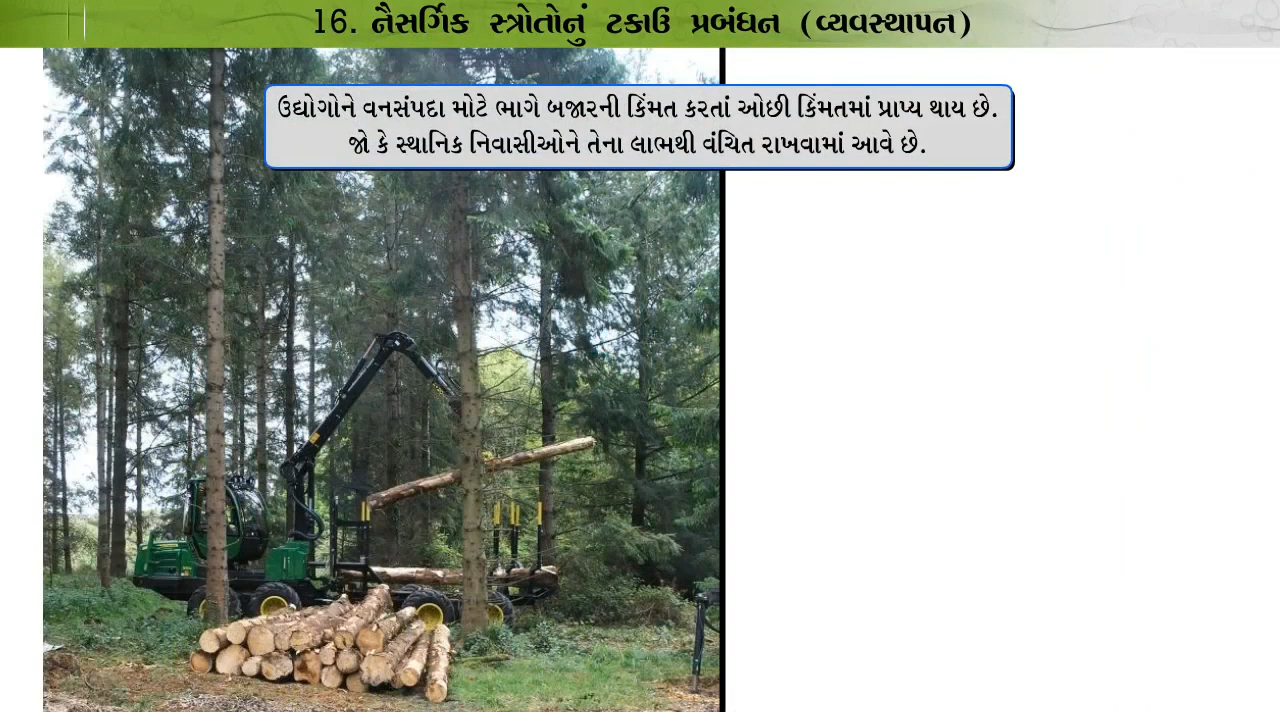 16. નૈસર્ગિક સ્ત્રોતોનું ટકાઉ પ્રબંધન (વ્યવસ્થાપન)
ઉદ્યોગોને વનસંપદા મોટે ભાગે બજારની કિંમત કરતાં ઓછી કિંમતમાં પ્રાપ્ય થાય છે.
જો કે સ્થાનિક નિવાસીઓને તેના લાભથી વંચિત રાખવામાં આવે છે.